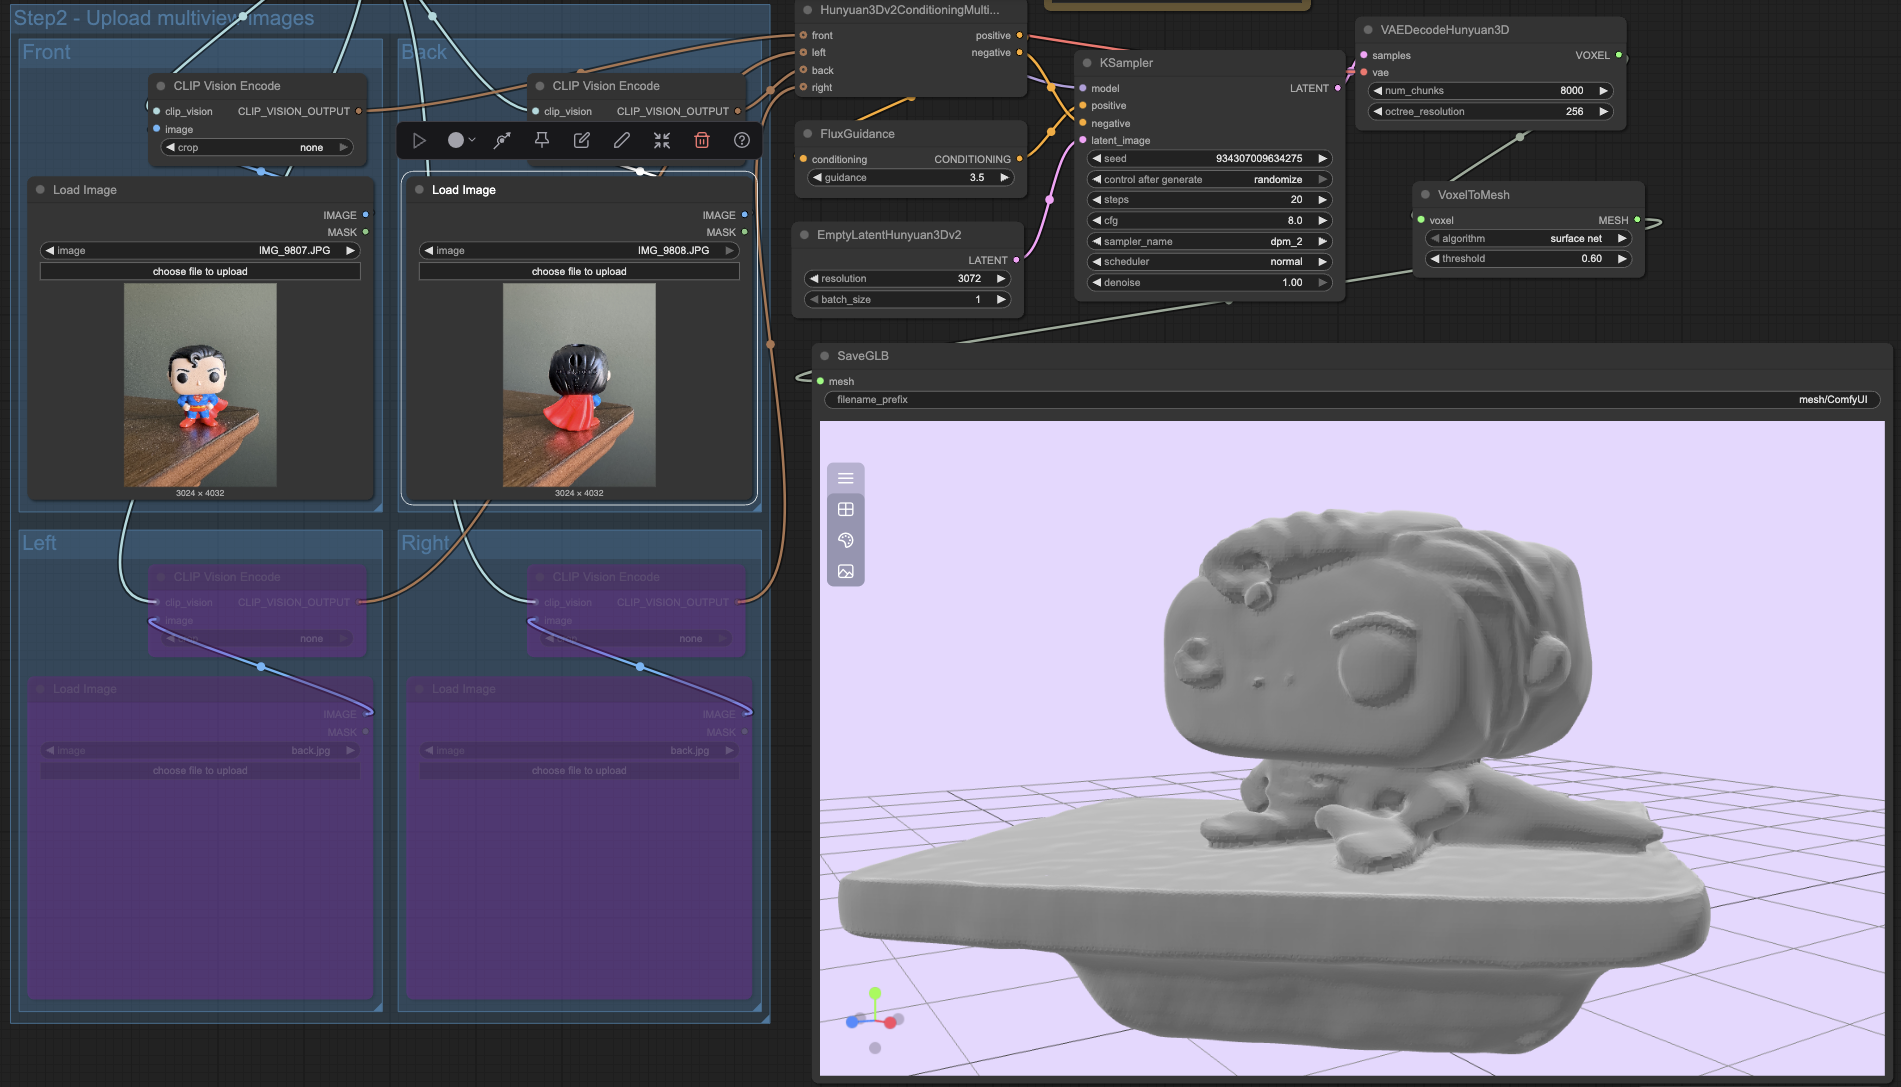 Step2 - Upload multiview images
Front
CLIP Vision Encode
clip_vision
CLIP_VISION_OUTPUT
image
crop
none
Load Image
IMAGE
MASK
image
IMG_9807.JPG
choose file to upload
3024 × 4032
Back
CLIP Vision Encode
clip_vision
CLIP_VISION_OUTPUT
Load Image
IMAGE
MASK
image
IMG_9808.JPG
choose file to upload
3024 × 4032
Left
CLIP Vision Encode
clip_vision
CLIP_VISION_OUTPUT
image
crop
none
Load Image
IMAGE
MASK
image
back.jpg
choose file to upload
Right
CLIP Vision Encode
clip_vision
CLIP_VISION_OUTPUT
image
crop
none
Load Image
IMAGE
MASK
image
back.jpg
choose file to upload
Hunyuan3Dv2ConditioningMulti...
front
positive
left
negative
back
right
FluxGuidance
conditioning
CONDITIONING
guidance
3.5
EmptyLatentHunyuan3Dv2
LATENT
resolution
3072
batch_size
1
KSampler
model
LATENT
positive
negative
latent_image
seed
934307009634275
control after generate
randomize
steps
20
cfg
8.0
sampler_name
dpm_2
scheduler
normal
denoise
1.00
VAEDecodeHunyuan3D
samples
VOXEL
vae
num_chunks
8000
octree_resolution
256
VoxelToMesh
voxel
MESH
algorithm
surface net
threshold
0.60
SaveGLB
mesh
filename_prefix
mesh/ComfyUI